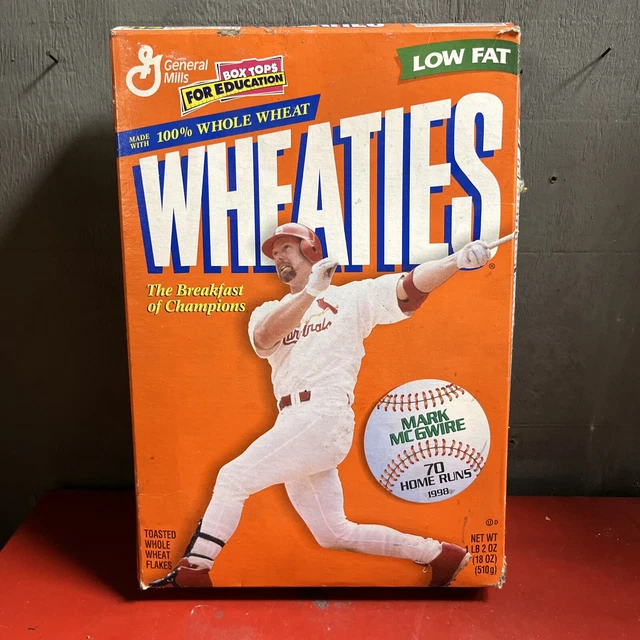 General
Mills
BOX TOPS
FOR EDUCATION
LOW FAT
MADE
WITH 100% WHOLE WHEAT
WHEATIES
®
The Breakfast
of Champions
Cardinals
MARK
MCGWIRE
70
HOME RUNS
1998
TOASTED
WHOLE
WHEAT
FLAKES
Ⓤ D
NET WT
1 LB 2 OZ
(18 OZ)
(510g)